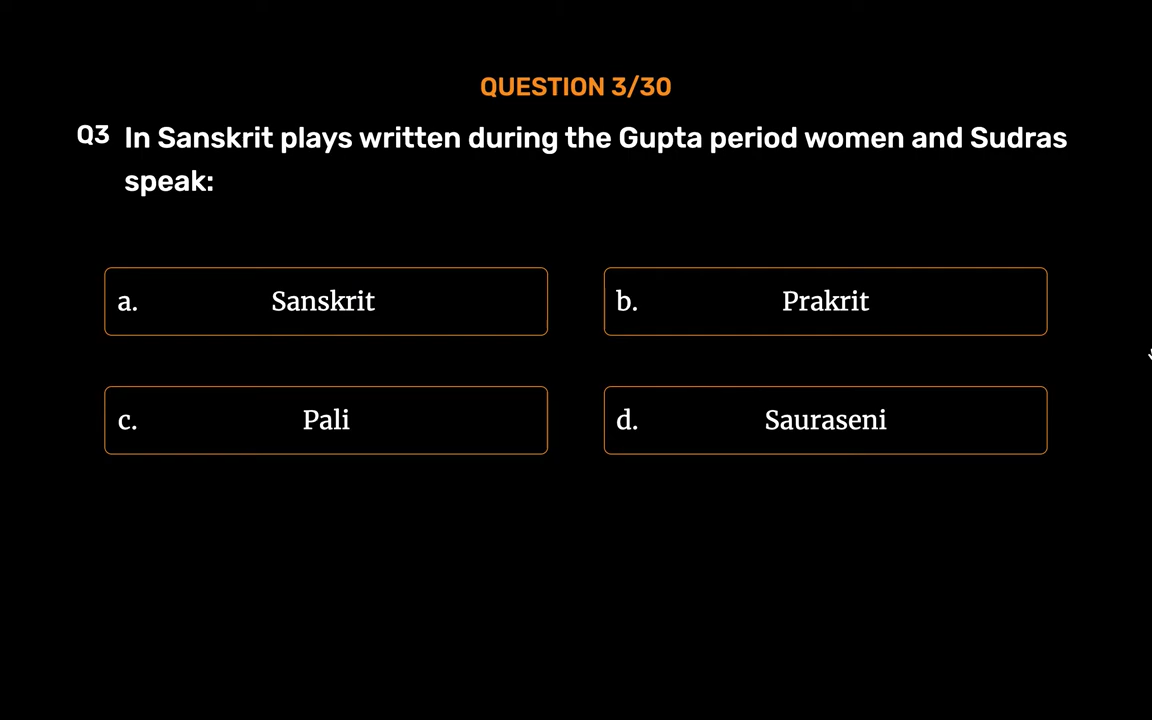 QUESTION 3/30
Q3 In Sanskrit plays written during the Gupta period women and Sudras
speak:
a. Sanskrit
b. Prakrit
c. Pali
d. Sauraseni